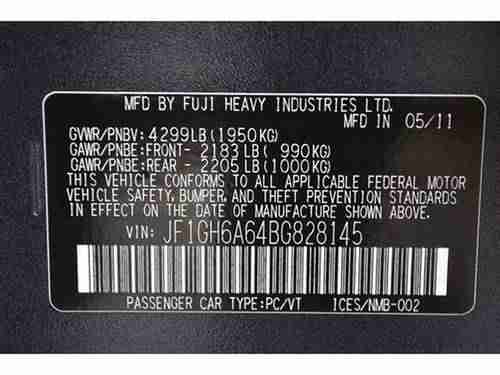 MFD BY FUJI HEAVY INDUSTRIES LTD.
MFD IN 05/11
GVWR/PNBV: 4299LB(1950KG)
GAWR/PNBE:FRONT- 2183LB( 990KG)
GAWR/PNBE:REAR - 2205LB(1000KG)
THIS VEHICLE CONFORMS TO ALL APPLICABLE FEDERAL MOTOR
VEHICLE SAFETY, BUMPER, AND THEFT PREVENTION STANDARDS
IN EFFECT ON THE DATE OF MANUFACTURE SHOWN ABOVE.
VIN: JF1GH6A64BG828145
PASSENGER CAR TYPE:PC/VT ICES/NMB-002